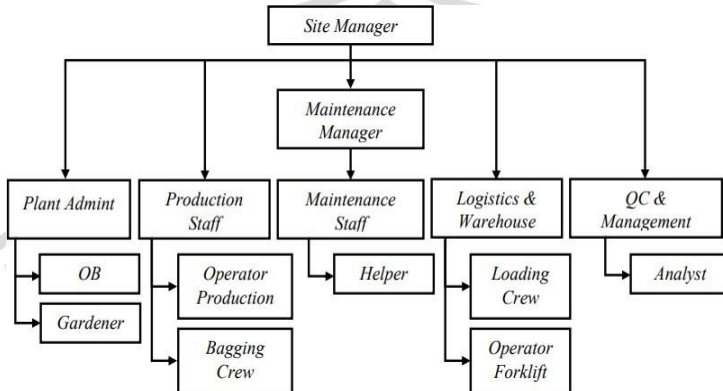 Site Manager
Maintenance
Manager
Plant Admint
Production
Staff
Maintenance
Staff
Logistics &
Warehouse
QC &
Management
OB
Gardener
Operator
Production
Bagging
Crew
Helper
Loading
Crew
Operator
Forklift
Analyst